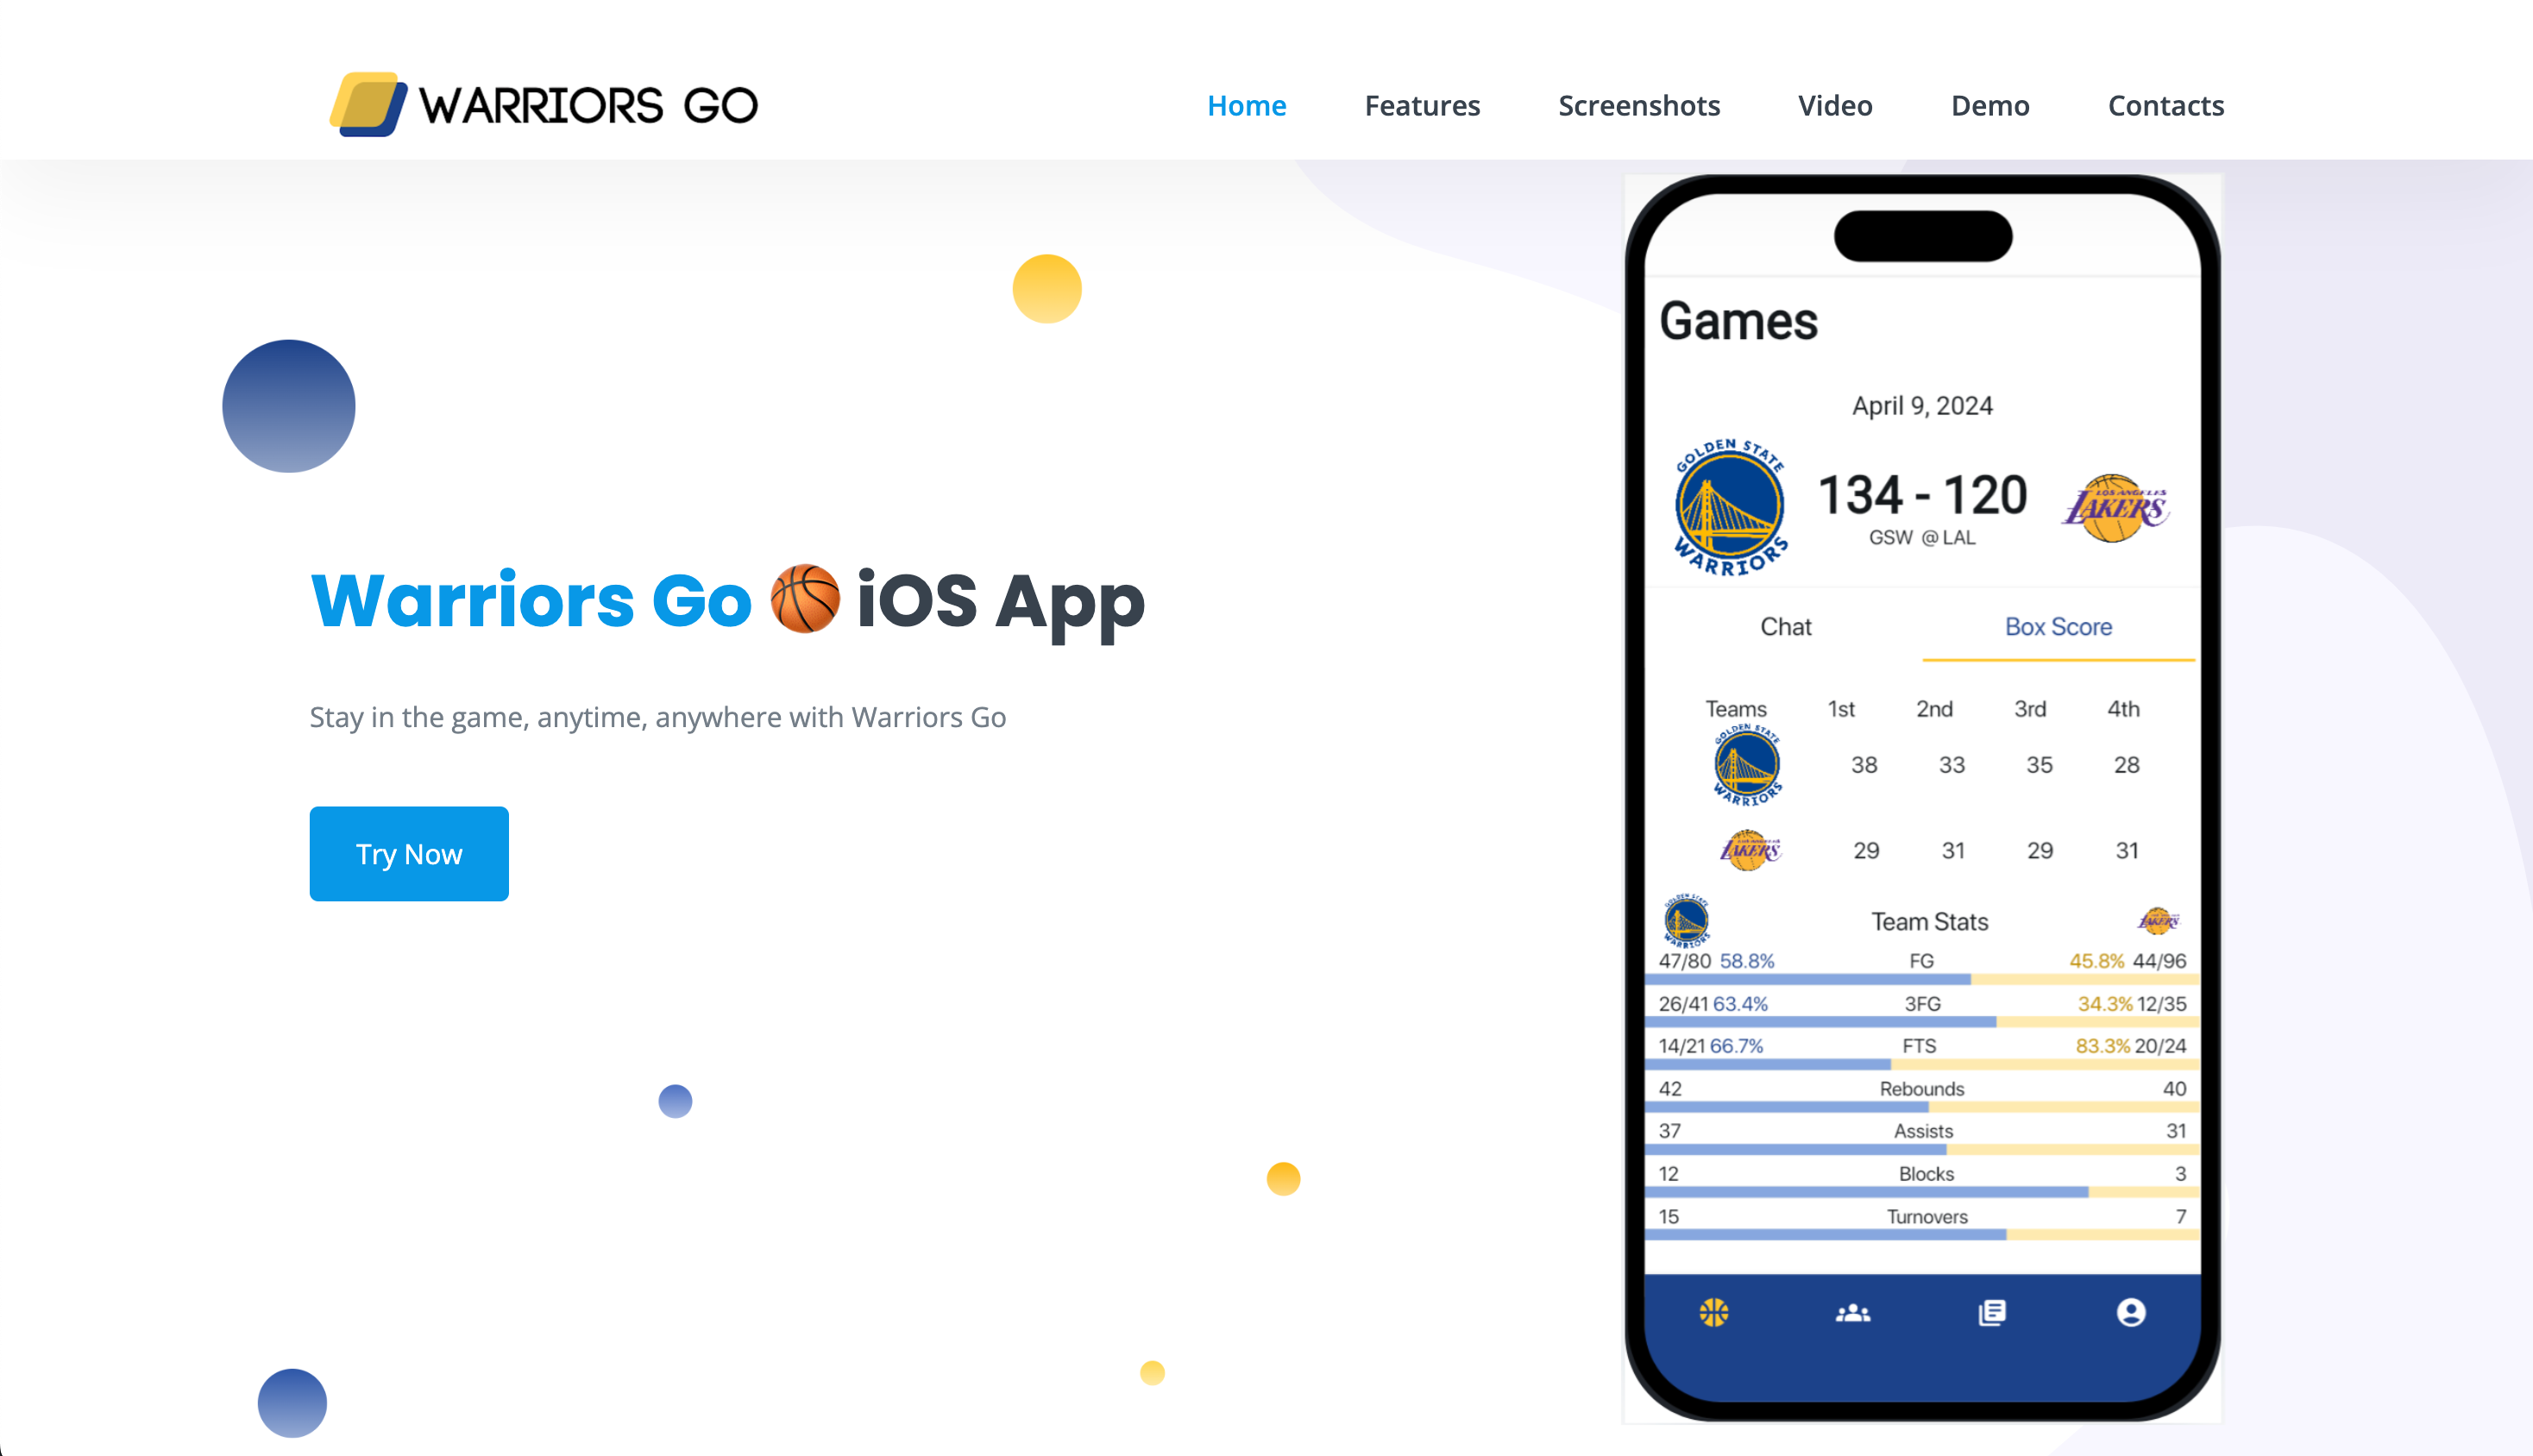 WARRIORS GO
Home Features Screenshots Video Demo Contacts
Warriors Go 🏀 iOS App
Stay in the game, anytime, anywhere with Warriors Go
Try Now
Games
April 9, 2024
GOLDEN STATE
WARRIORS
134 - 120
GSW @ LAL
LOS ANGELES
LAKERS
Chat Box Score
Teams 1st 2nd 3rd 4th
GOLDEN STATE
WARRIORS
38 33 35 28
LAKERS
29 31 29 31
GOLDEN STATE
WARRIORS
Team Stats
LAKERS
47/80 58.8% FG 45.8% 44/96
26/41 63.4% 3FG 34.3% 12/35
14/21 66.7% FTS 83.3% 20/24
42 Rebounds 40
37 Assists 31
12 Blocks 3
15 Turnovers 7